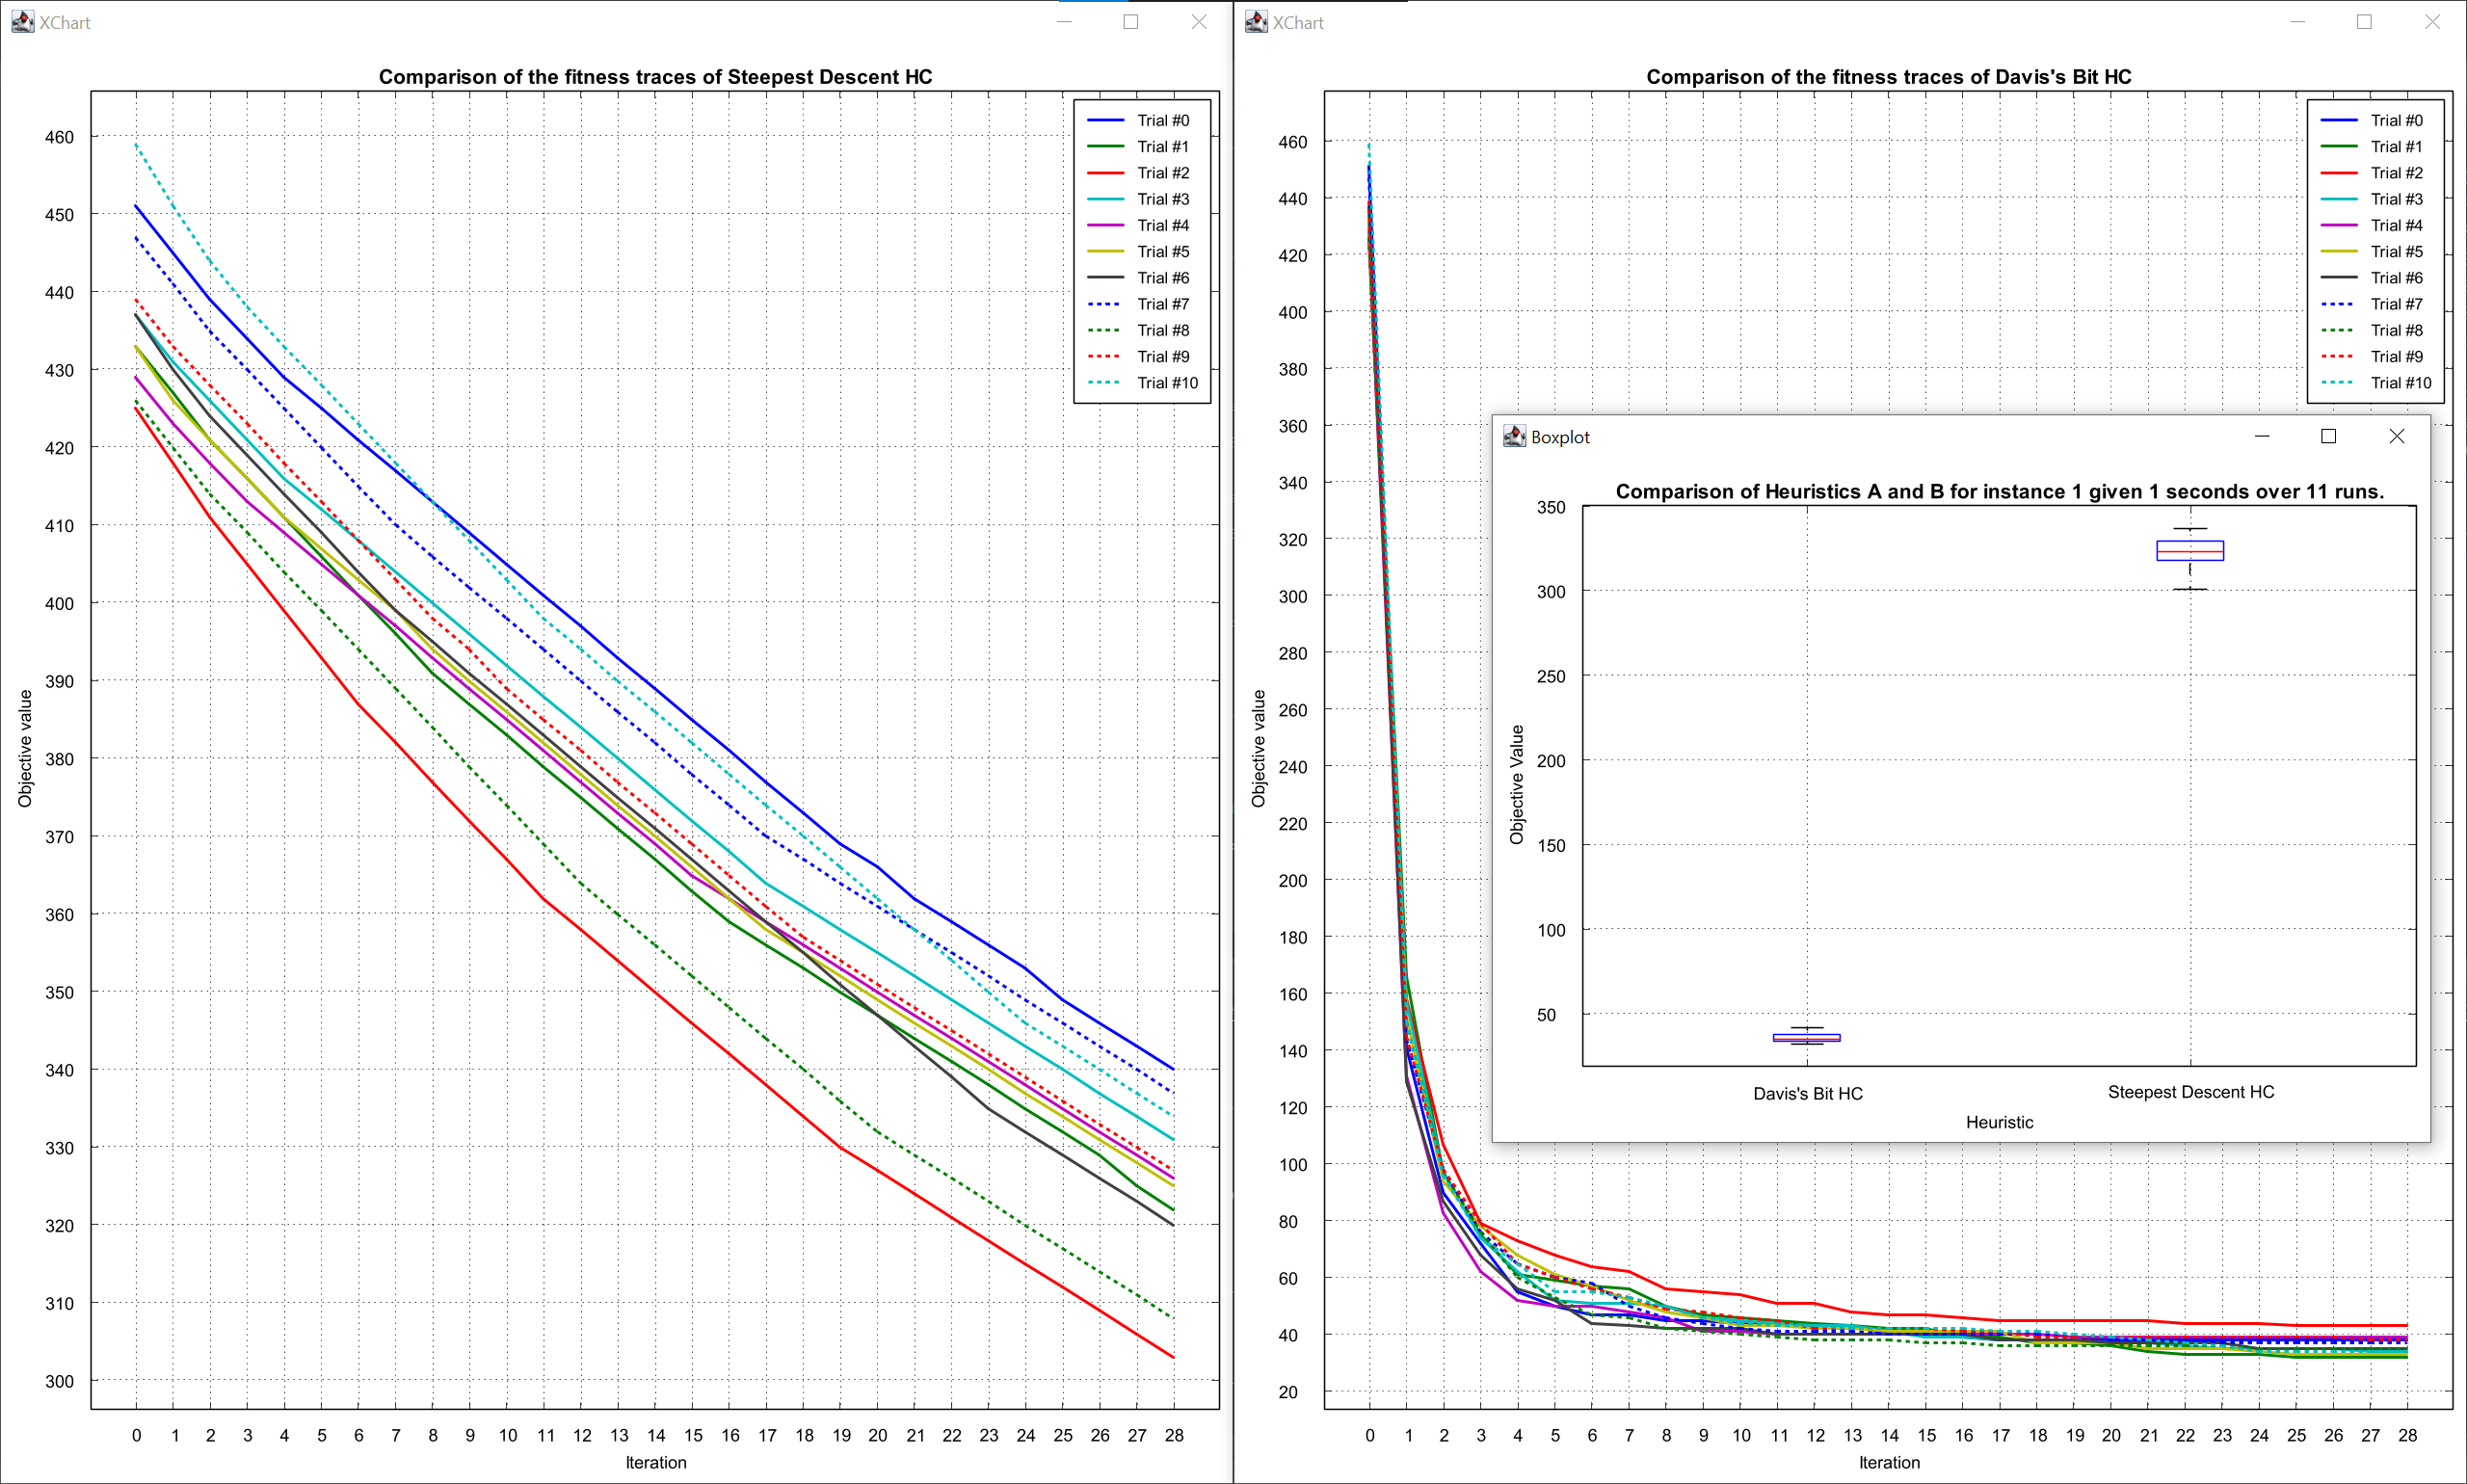 XChart
Comparison of the fitness traces of Steepest Descent HC
460
450
440
430
420
410
400
390
380
370
360
350
340
330
320
310
300
Objective value
0 1 2 3 4 5 6 7 8 9 10 11 12 13 14 15 16 17 18 19 20 21 22 23 24 25 26 27 28
Iteration
Trial #0
Trial #1
Trial #2
Trial #3
Trial #4
Trial #5
Trial #6
Trial #7
Trial #8
Trial #9
Trial #10
XChart
Comparison of the fitness traces of Davis's Bit HC
460
440
420
400
380
360
340
320
300
280
260
240
220
200
180
160
140
120
100
80
60
40
20
Objective value
0 1 2 3 4 5 6 7 8 9 10 11 12 13 14 15 16 17 18 19 20 21 22 23 24 25 26 27 28
Iteration
Trial #0
Trial #1
Trial #2
Trial #3
Trial #4
Trial #5
Trial #6
Trial #7
Trial #8
Trial #9
Trial #10
Boxplot
Comparison of Heuristics A and B for instance 1 given 1 seconds over 11 runs.
350
300
250
200
150
100
50
Objective Value
Davis's Bit HC Steepest Descent HC
Heuristic